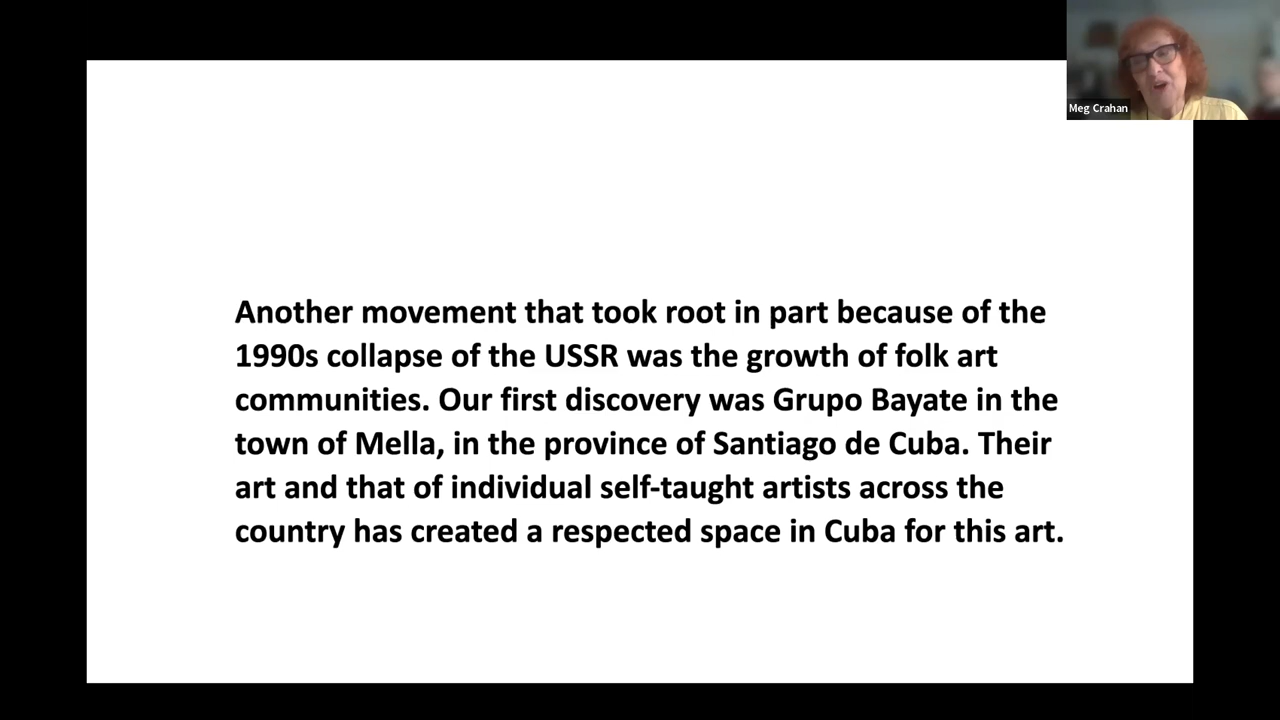 Meg Crahan
Another movement that took root in part because of the
1990s collapse of the USSR was the growth of folk art
communities. Our first discovery was Grupo Bayate in the
town of Mella, in the province of Santiago de Cuba. Their
art and that of individual self-taught artists across the
country has created a respected space in Cuba for this art.